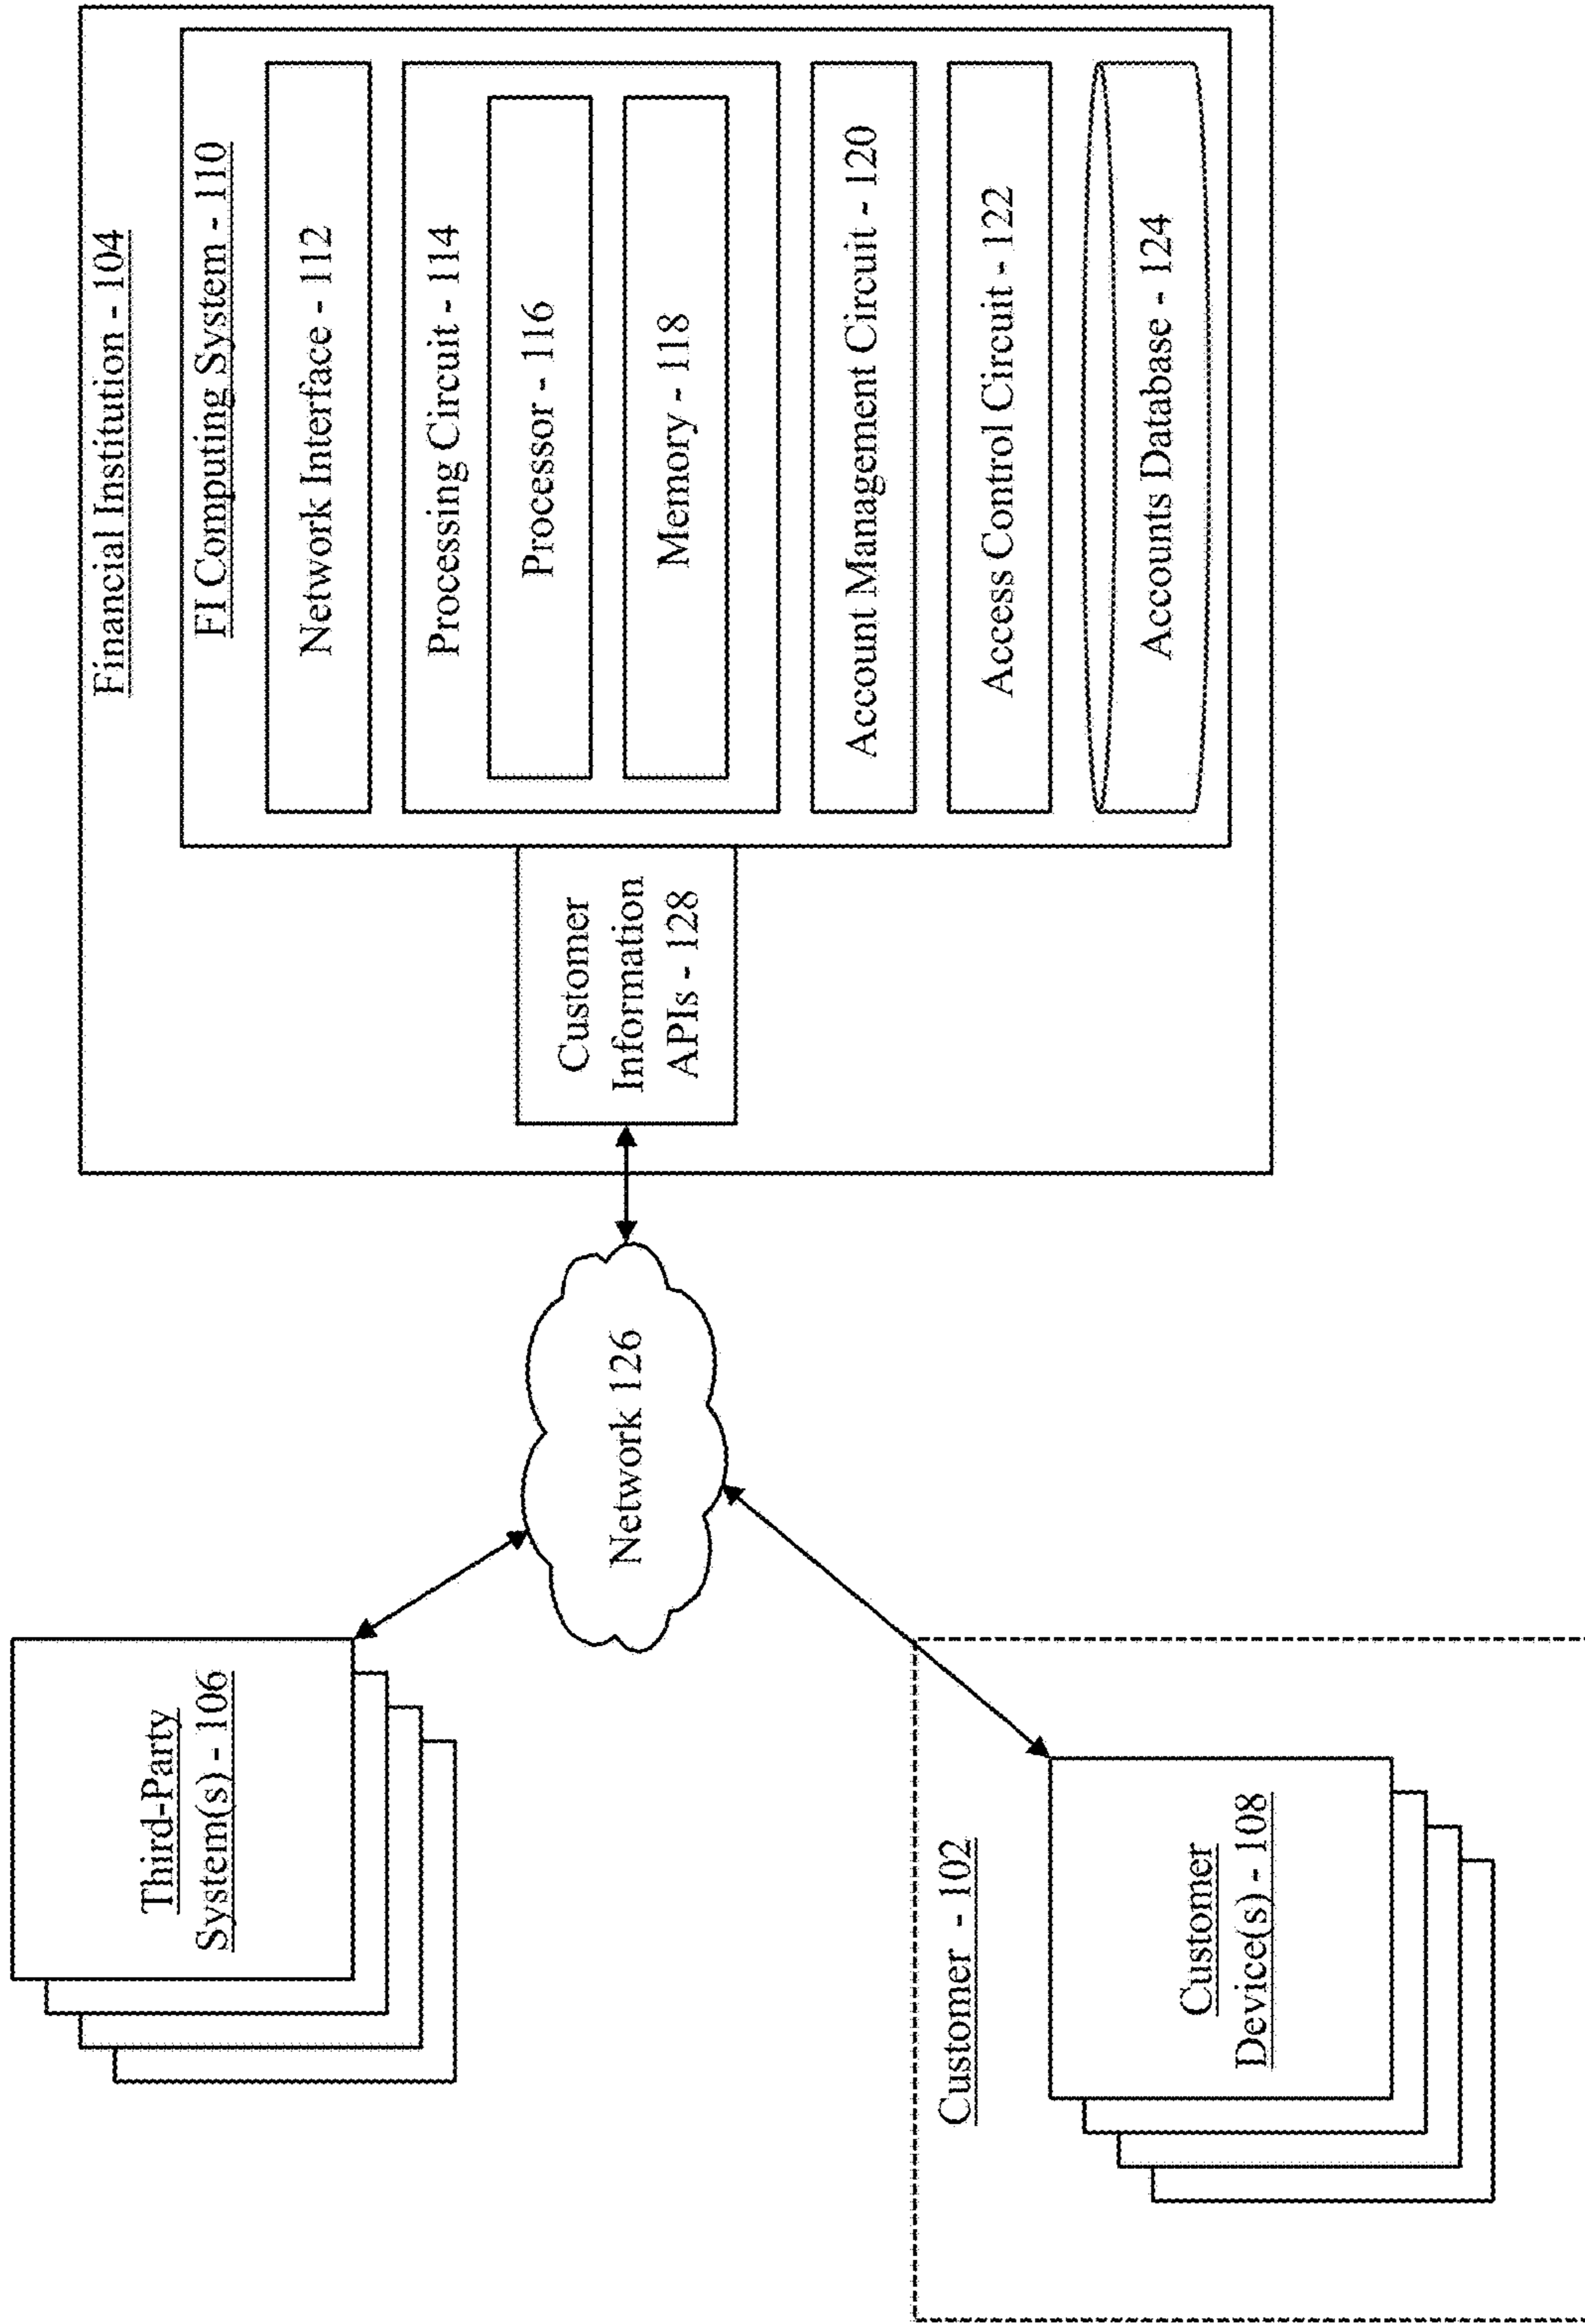 Third-Party
System(s) - 106
Customer - 102
Customer
Device(s) - 108
Network 126
Financial Institution - 104
Customer
Information
APIs - 128
FI Computing System - 110
Network Interface - 112
Processing Circuit - 114
Processor - 116
Memory - 118
Account Management Circuit - 120
Access Control Circuit - 122
Accounts Database - 124